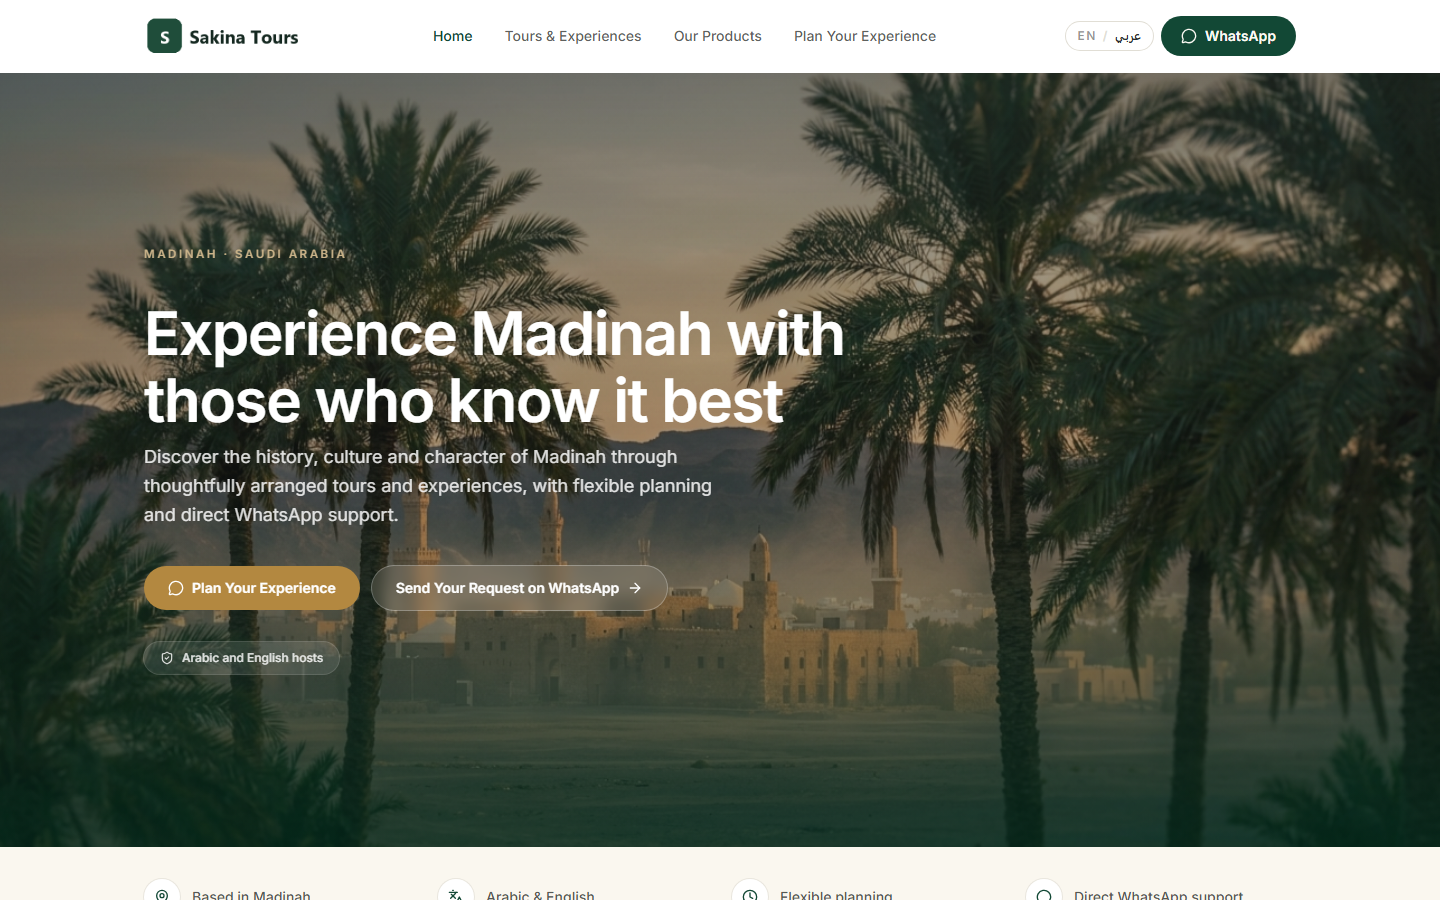 S Sakina Tours
Home
Tours & Experiences
Our Products
Plan Your Experience
EN / عربي
WhatsApp
MADINAH · SAUDI ARABIA
Experience Madinah with
those who know it best
Discover the history, culture and character of Madinah through
thoughtfully arranged tours and experiences, with flexible planning
and direct WhatsApp support.
Plan Your Experience
Send Your Request on WhatsApp →
Arabic and English hosts
Based in Madinah
Arabic & English
Flexible planning
Direct WhatsApp support